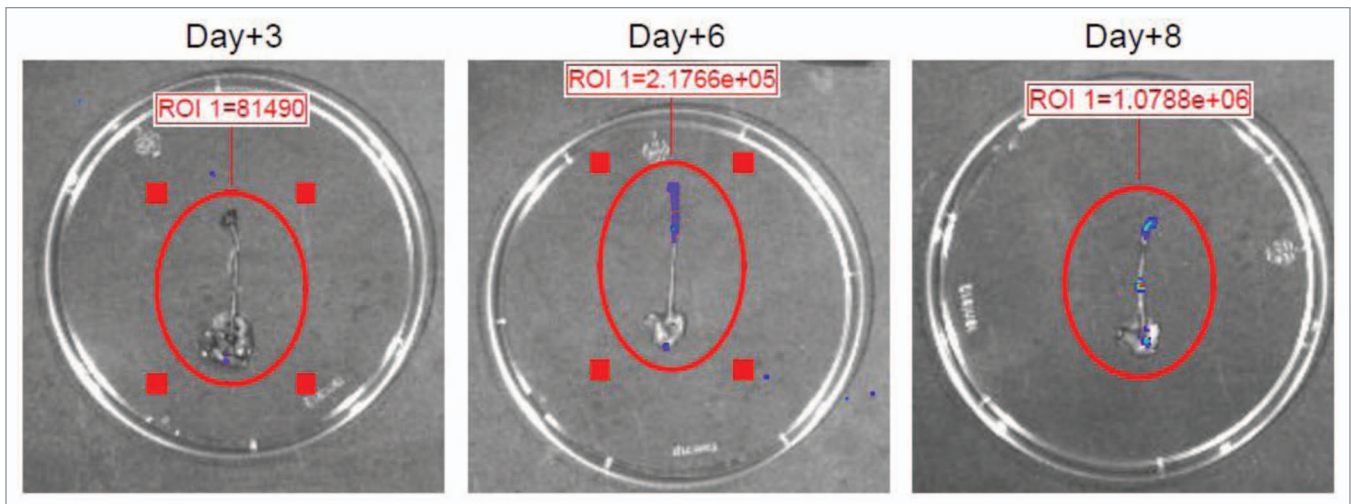 Day+3
Day+6
Day+8
ROI 1=81490
ROI 1=2.1766e+05
ROI 1=1.0788e+06